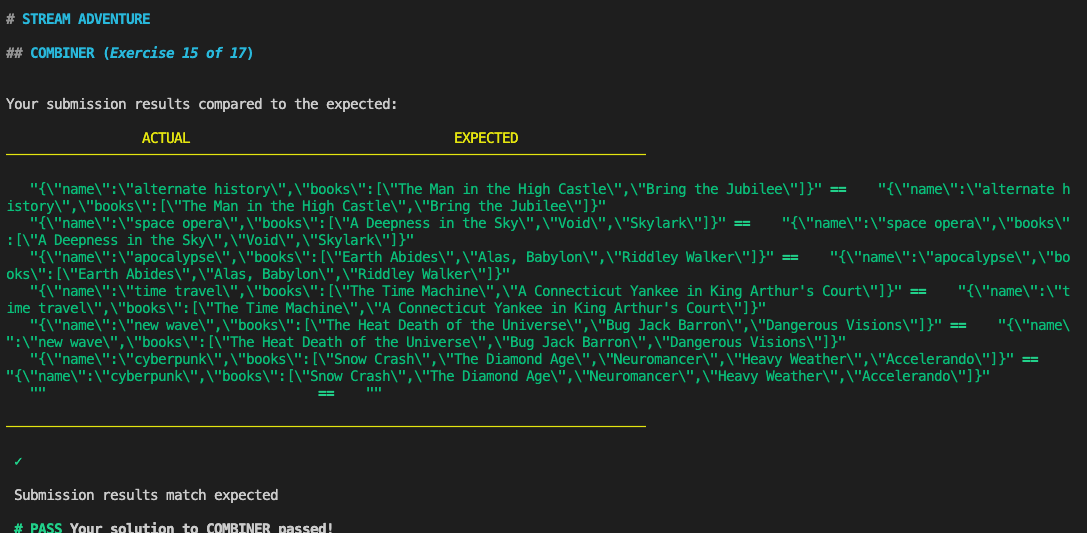 # STREAM ADVENTURE
## COMBINER (Exercise 15 of 17)
Your submission results compared to the expected:
ACTUAL EXPECTED
"{\"name\":\"alternate history\",\"books\":[\"The Man in the High Castle\",\"Bring the Jubilee\"]}" == "{\"name\":\"alternate h
istory\",\"books\":[\"The Man in the High Castle\",\"Bring the Jubilee\"]}"
"{\"name\":\"space opera\",\"books\":[\"A Deepness in the Sky\",\"Void\",\"Skylark\"]}" == "{\"name\":\"space opera\",\"books\"
:[\"A Deepness in the Sky\",\"Void\",\"Skylark\"]}"
"{\"name\":\"apocalypse\",\"books\":[\"Earth Abides\",\"Alas, Babylon\",\"Riddley Walker\"]}" == "{\"name\":\"apocalypse\",\"bo
oks\":[\"Earth Abides\",\"Alas, Babylon\",\"Riddley Walker\"]}"
"{\"name\":\"time travel\",\"books\":[\"The Time Machine\",\"A Connecticut Yankee in King Arthur's Court\"]}" == "{\"name\":\"t
ime travel\",\"books\":[\"The Time Machine\",\"A Connecticut Yankee in King Arthur's Court\"]}"
"{\"name\":\"new wave\",\"books\":[\"The Heat Death of the Universe\",\"Bug Jack Barron\",\"Dangerous Visions\"]}" == "{\"name\
":\"new wave\",\"books\":[\"The Heat Death of the Universe\",\"Bug Jack Barron\",\"Dangerous Visions\"]}"
"{\"name\":\"cyberpunk\",\"books\":[\"Snow Crash\",\"The Diamond Age\",\"Neuromancer\",\"Heavy Weather\",\"Accelerando\"]}" ==
"{\"name\":\"cyberpunk\",\"books\":[\"Snow Crash\",\"The Diamond Age\",\"Neuromancer\",\"Heavy Weather\",\"Accelerando\"]}"
"" == ""
✓
Submission results match expected
# PASS Your solution to COMBINER passed!